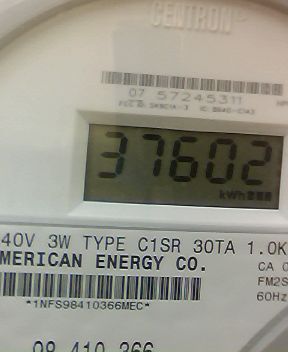 CENTRON®
07 57245311
37602
kWh
40V 3W TYPE C1SR 30TA 1.0K
MERICAN ENERGY CO.
CA 0
FM2S
60Hz
*1NFS98410366MEC*
98 410 366